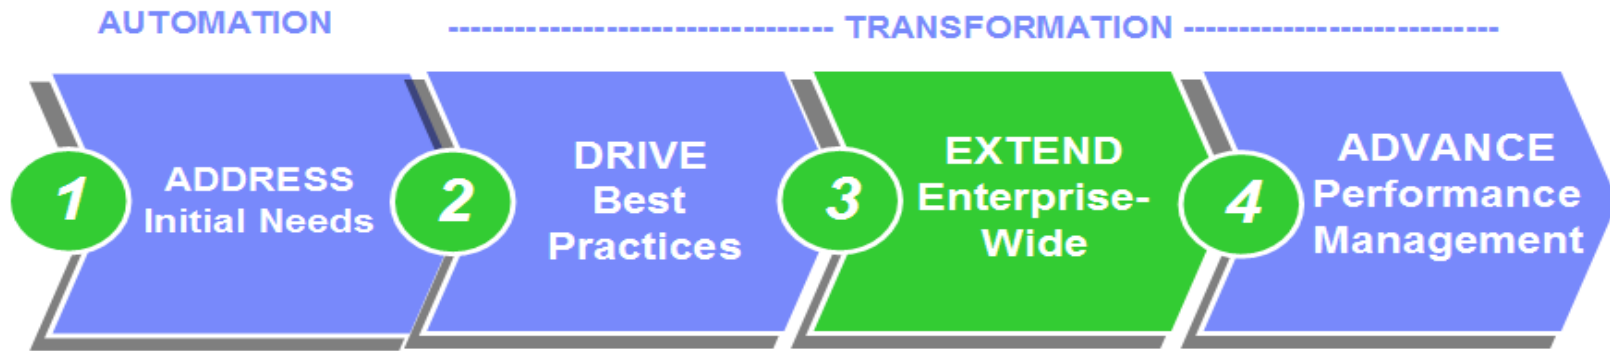 AUTOMATION
---------------------------------- TRANSFORMATION ----------------------------
1
ADDRESS
Initial Needs
2
DRIVE
Best
Practices
3
EXTEND
Enterprise-
Wide
4
ADVANCE
Performance
Management